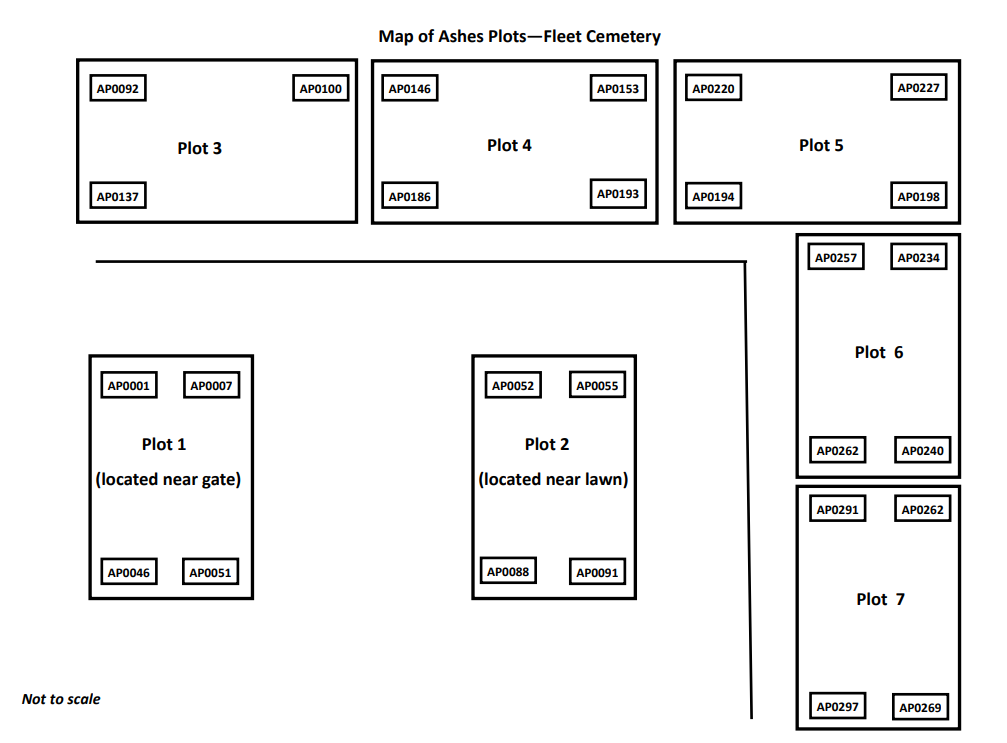 Map of Ashes Plots—Fleet Cemetery
AP0092 AP0100
Plot 3
AP0137
AP0146 AP0153
Plot 4
AP0186 AP0193
AP0220 AP0227
Plot 5
AP0194 AP0198
AP0257 AP0234
Plot 6
AP0262 AP0240
AP0001 AP0007
Plot 1
(located near gate)
AP0046 AP0051
AP0052 AP0055
Plot 2
(located near lawn)
AP0088 AP0091
AP0291 AP0262
Plot 7
AP0297 AP0269
Not to scale